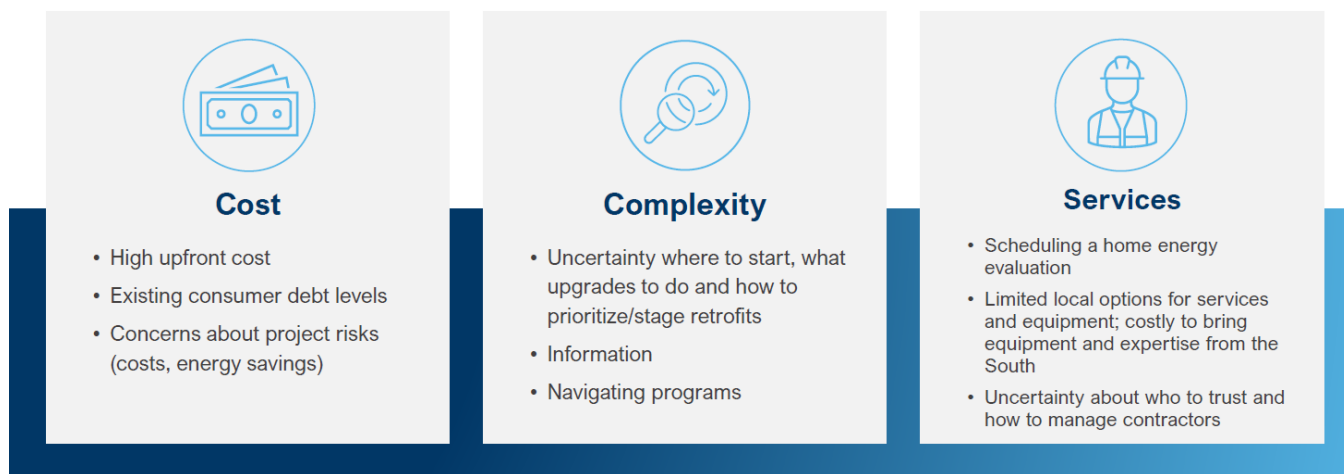 Cost
• High upfront cost
• Existing consumer debt levels
• Concerns about project risks
(costs, energy savings)
Complexity
• Uncertainty where to start, what
upgrades to do and how to
prioritize/stage retrofits
• Information
• Navigating programs
Services
• Scheduling a home energy
evaluation
• Limited local options for services
and equipment; costly to bring
equipment and expertise from the
South
• Uncertainty about who to trust and
how to manage contractors